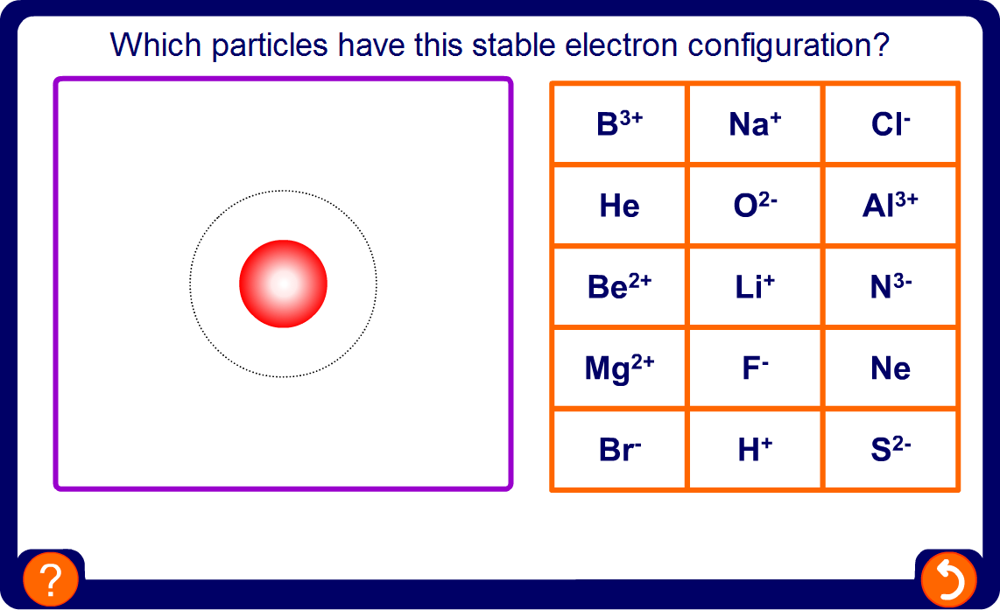 Which particles have this stable electron configuration?
B³⁺ Na⁺ Cl⁻
He O²⁻ Al³⁺
Be²⁺ Li⁺ N³⁻
Mg²⁺ F⁻ Ne
Br⁻ H⁺ S²⁻
?